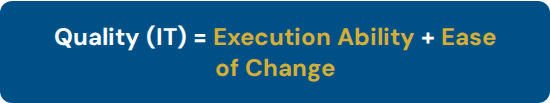 Quality (IT) = Execution Ability + Ease
of Change